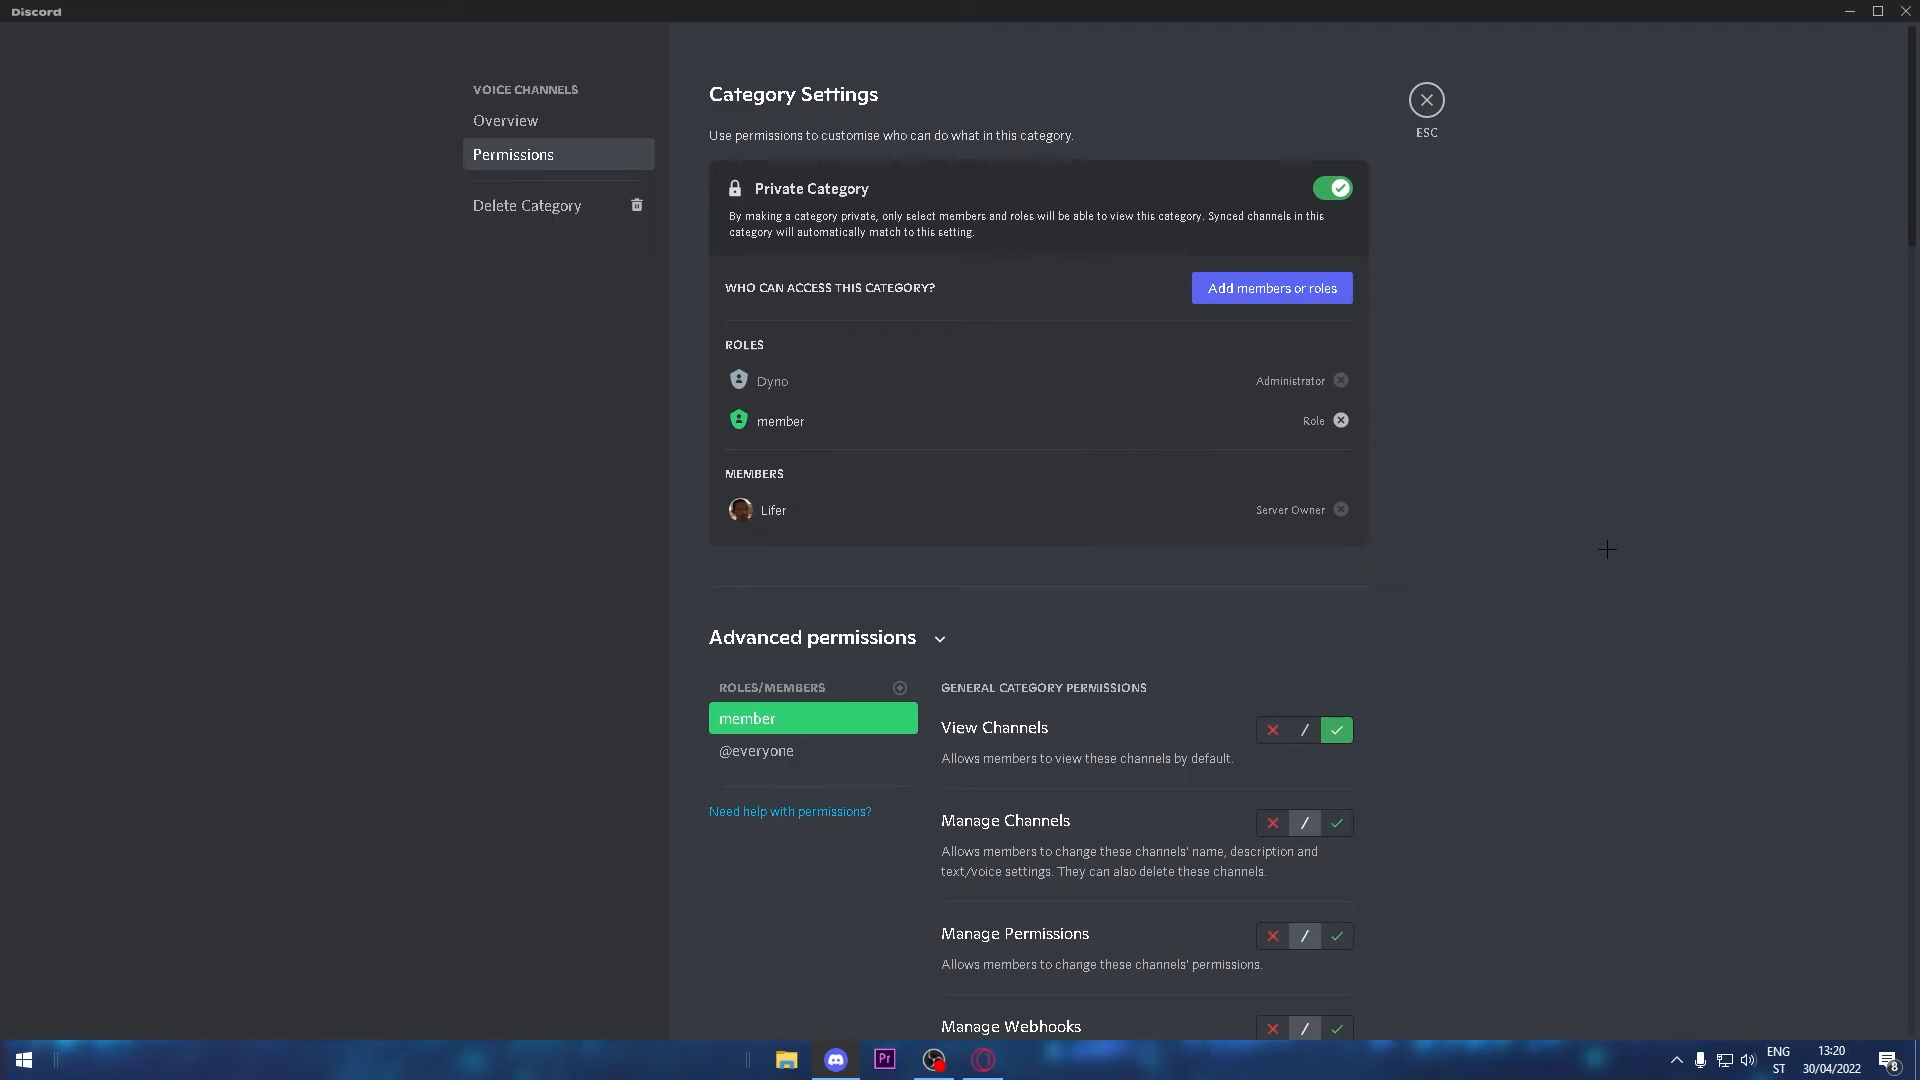 Discord
VOICE CHANNELS
Overview
Permissions
Delete Category
Category Settings
Use permissions to customise who can do what in this category.
ESC
Private Category
By making a category private, only select members and roles will be able to view this category. Synced channels in this
category will automatically match to this setting.
WHO CAN ACCESS THIS CATEGORY?
Add members or roles
ROLES
Dyno
Administrator
member
Role
MEMBERS
Lifer
Server Owner
Advanced permissions
ROLES/MEMBERS
member
@everyone
Need help with permissions?
GENERAL CATEGORY PERMISSIONS
View Channels
Allows members to view these channels by default.
Manage Channels
Allows members to change these channels' name, description and
text/voice settings. They can also delete these channels.
Manage Permissions
Allows members to change these channels' permissions.
Manage Webhooks
Pr
ENG
ST
13:20
30/04/2022
8